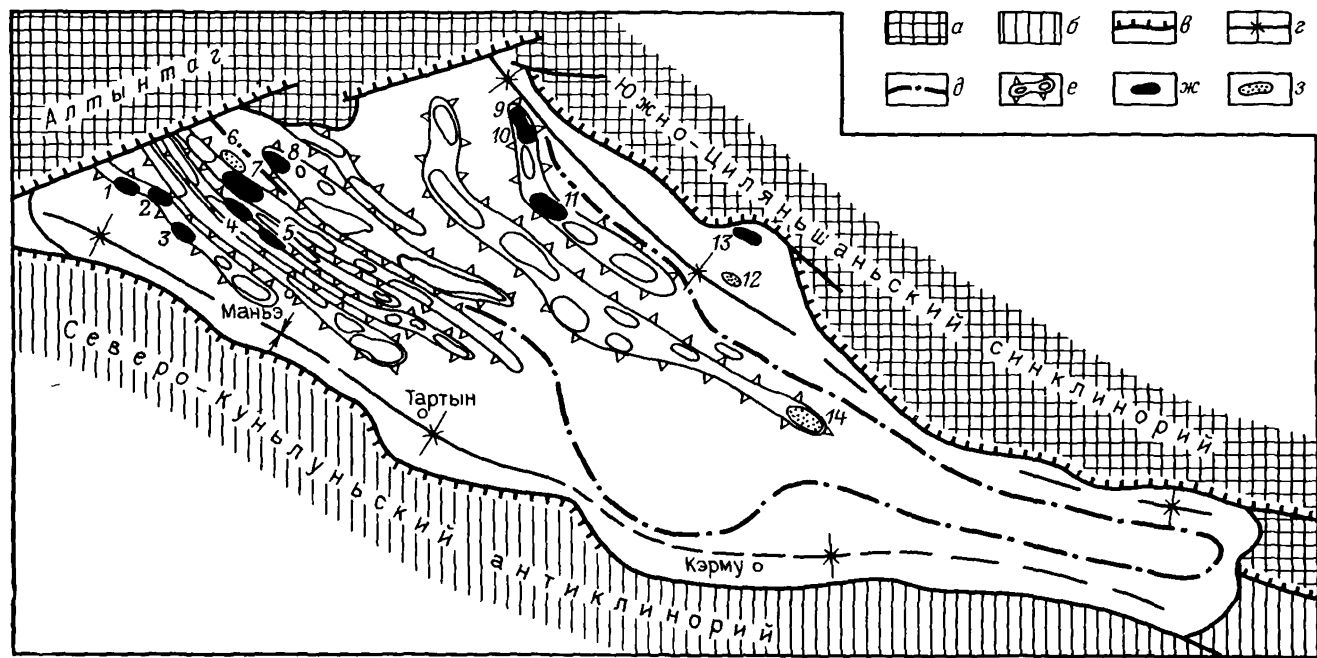 а б в г
д е ж з
Алтынтаг
Южно-Циляньшаньский синклинорий
Северо-куньлуньский антиклинорий
9
10
6
8
7
11
1
2
4
13
3
5
12
Маньэ
Тартын
14
Кэрму